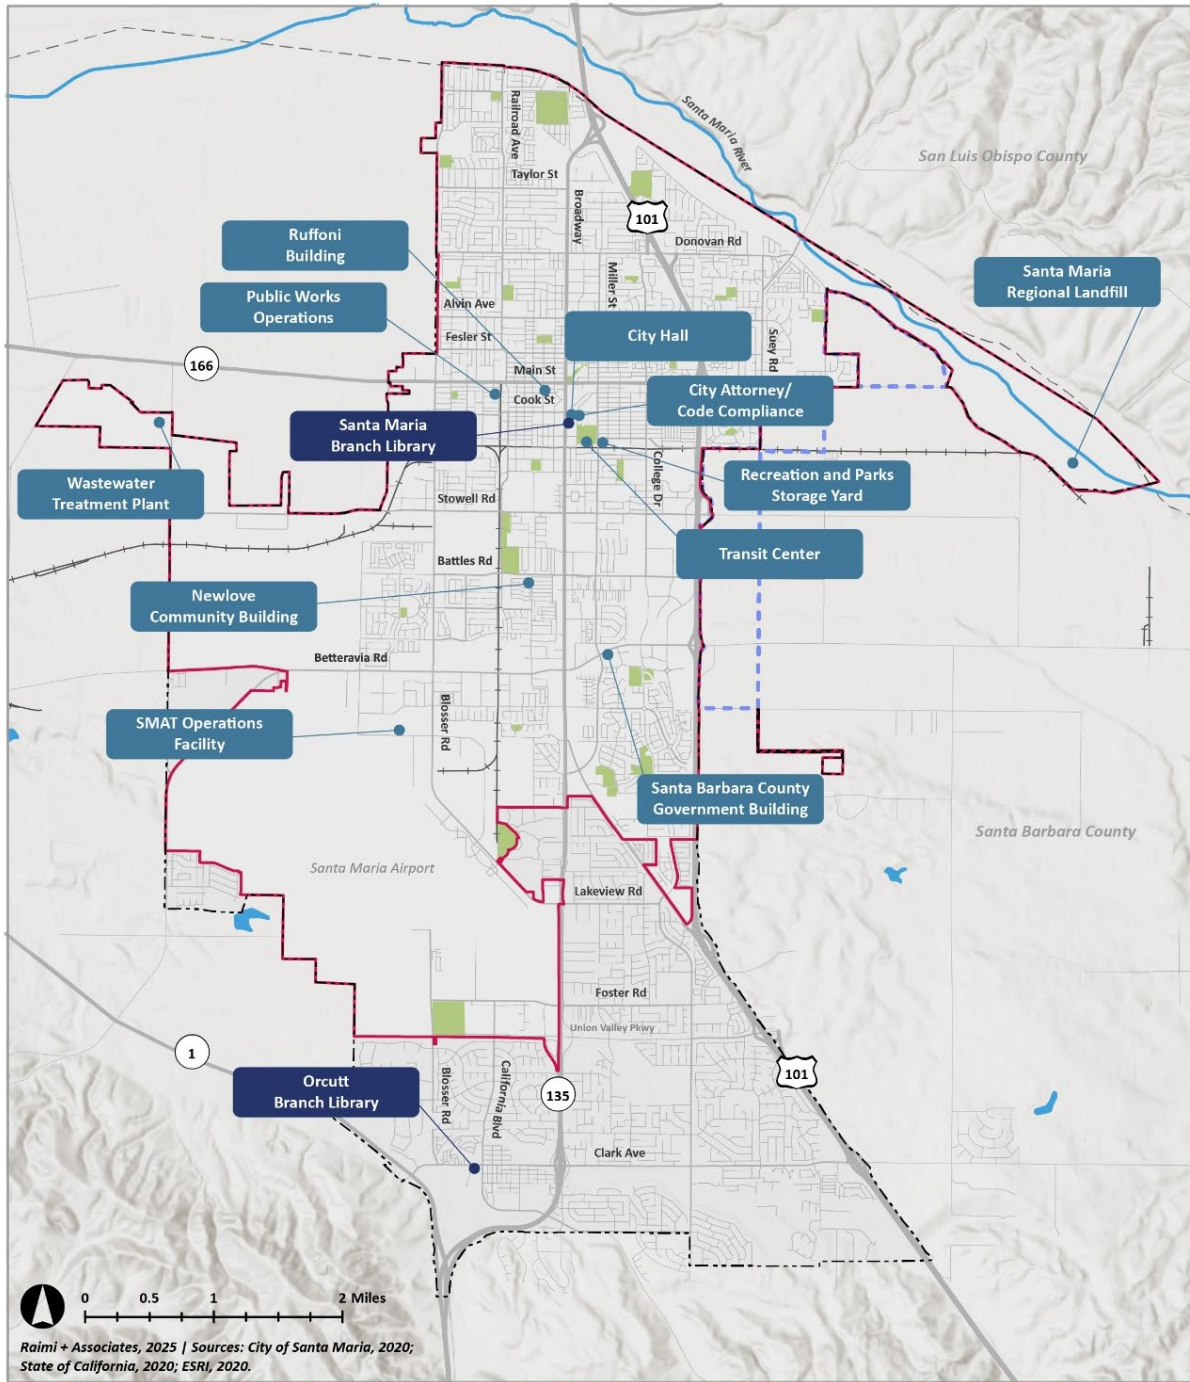 Santa Maria River
San Luis Obispo County
Railroad Ave
Taylor St
Broadway
101
Donovan Rd
Ruffoni
Building
Santa Maria
Regional Landfill
Public Works
Operations
Miller St
Alvin Ave
City Hall
Fesler St
Suey Rd
166
Main St
City Attorney/
Code Compliance
Cook St
Santa Maria
Branch Library
Wastewater
Treatment Plant
College Dr
Recreation and Parks
Storage Yard
Stowell Rd
Transit Center
Battles Rd
Newlove
Community Building
Betteravia Rd
Blosser Rd
SMAT Operations
Facility
Santa Barbara County
Government Building
Santa Barbara County
Santa Maria Airport
Lakeview Rd
Foster Rd
Union Valley Pkwy
1
101
Orcutt
Branch Library
Blosser Rd
California Blvd
135
Clark Ave
0 0.5 1 2 Miles
Raimi + Associates, 2025 | Sources: City of Santa Maria, 2020;
State of California, 2020; ESRI, 2020.